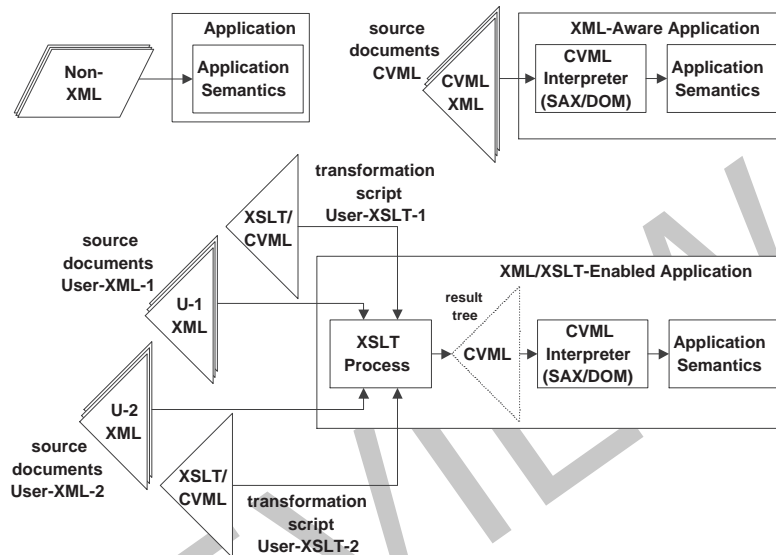 Application
Non-
XML
Application
Semantics
source
documents
CVML
CVML
XML
XML-Aware Application
CVML
Interpreter
(SAX/DOM)
Application
Semantics
transformation
script
User-XSLT-1
XSLT/
CVML
source
documents
User-XML-1
U-1
XML
XML/XSLT-Enabled Application
XSLT
Process
result
tree
CVML
CVML
Interpreter
(SAX/DOM)
Application
Semantics
U-2
XML
source
documents
User-XML-2
XSLT/
CVML
transformation
script
User-XSLT-2